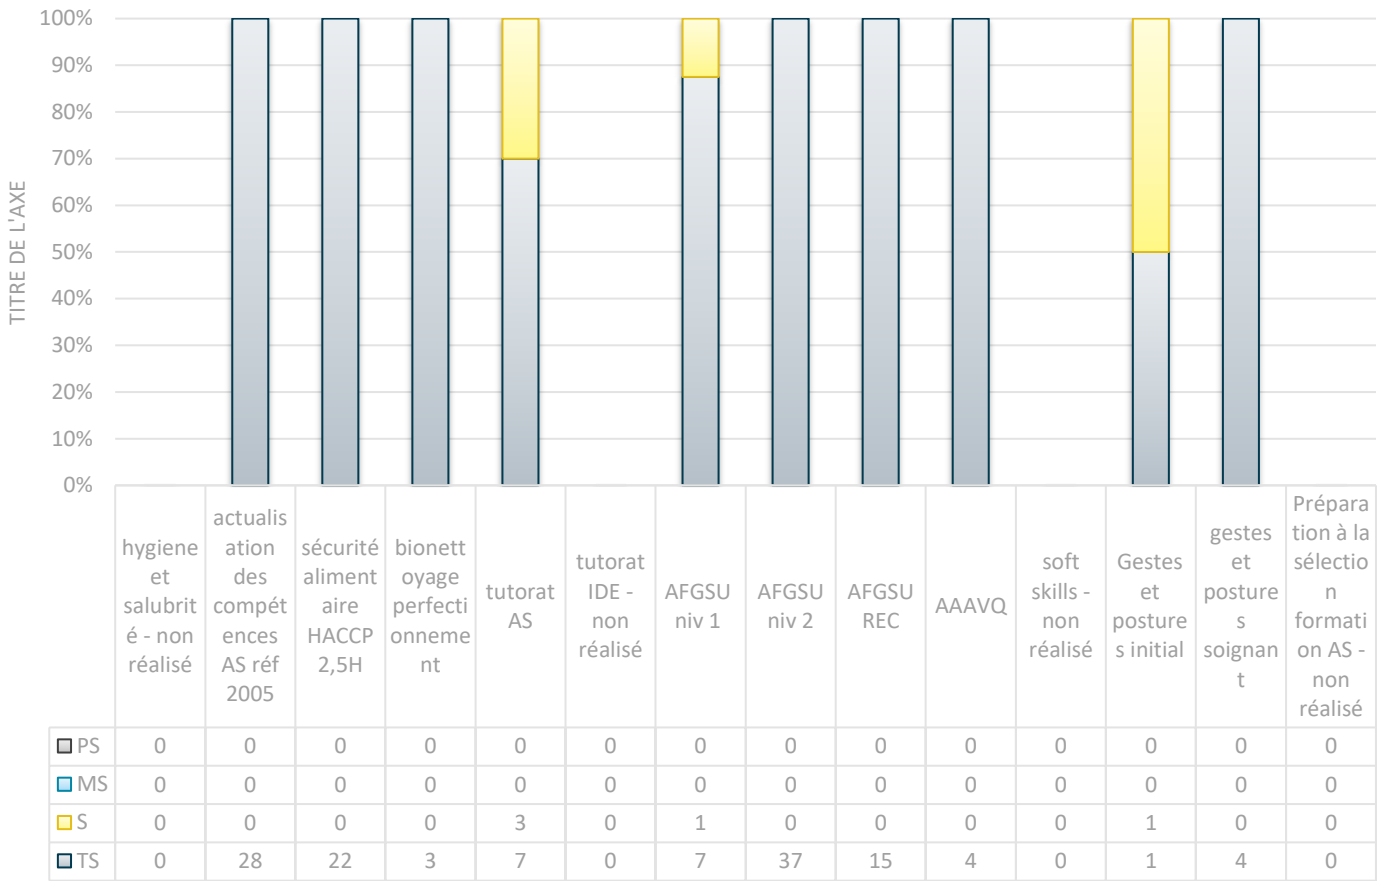 100%
90%
80%
70%
60%
50%
40%
30%
20%
10%
0%
TITRE DE L'AXE
hygiene
et
salubrit
é - non
réalisé
actualis
ation
des
compét
ences
AS réf
2005
sécurité
aliment
aire
HACCP
2,5H
bionett
oyage
perfecti
onneme
nt
tutorat
AS
tutorat
IDE -
non
réalisé
AFGSU
niv 1
AFGSU
niv 2
AFGSU
REC
AAAVQ
soft
skills -
non
réalisé
Gestes
et
posture
s initial
gestes
et
posture
s
soignan
t
Prépara
tion à la
sélectio
n
formati
on AS -
non
réalisé
PS 0 0 0 0 0 0 0 0 0 0 0 0 0 0
MS 0 0 0 0 0 0 0 0 0 0 0 0 0 0
S 0 0 0 0 3 0 1 0 0 0 0 1 0 0
TS 0 28 22 3 7 0 7 37 15 4 0 1 4 0